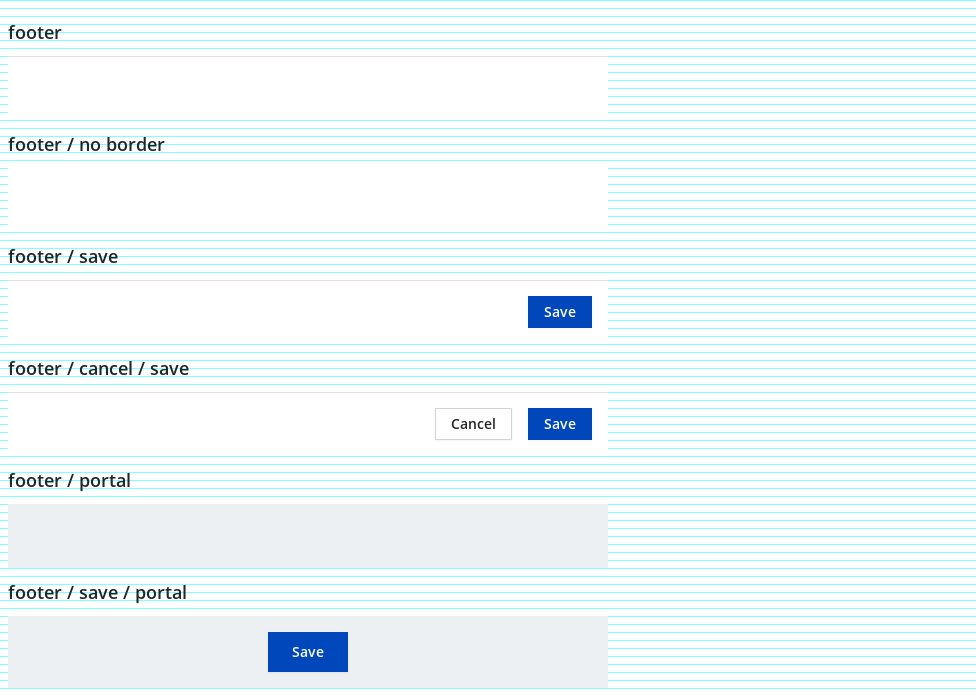 footer
footer / no border
footer / save
Save
footer / cancel / save
Cancel Save
footer / portal
footer / save / portal
Save